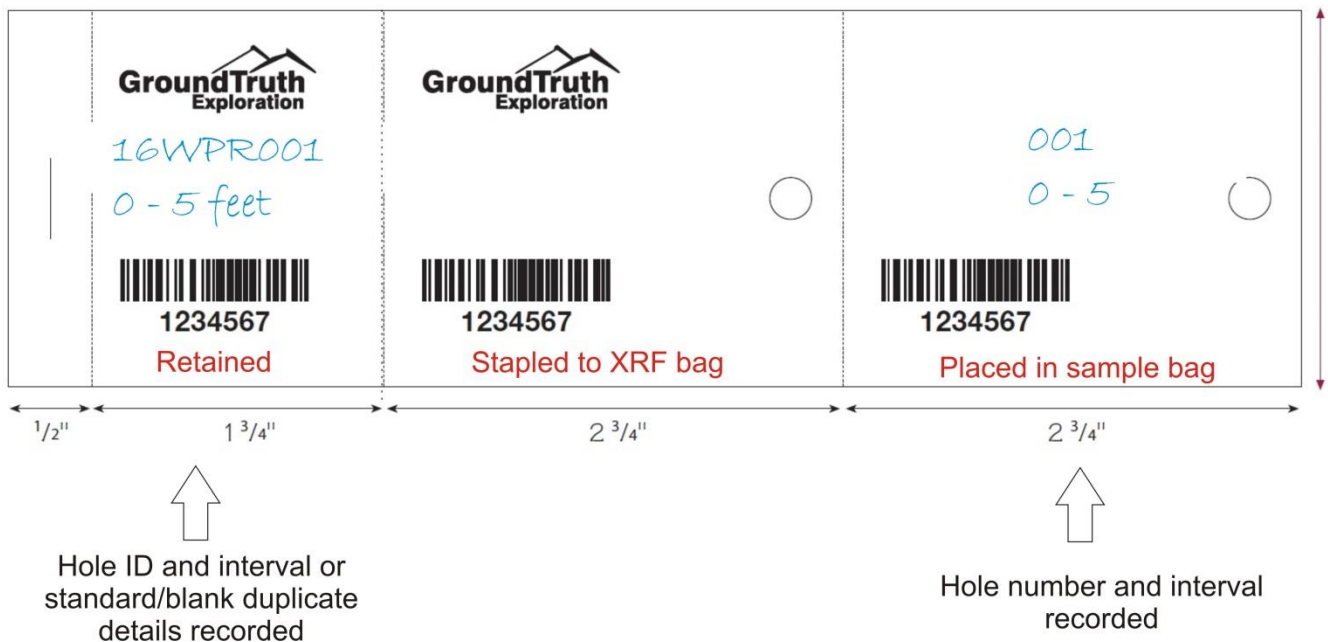 GroundTruth
Exploration
16WPR001
0 - 5 feet
1234567
Retained
GroundTruth
Exploration
1234567
Stapled to XRF bag
001
0 - 5
1234567
Placed in sample bag
1/2"
1 3/4"
2 3/4"
2 3/4"
Hole ID and interval or
standard/blank duplicate
details recorded
Hole number and interval
recorded